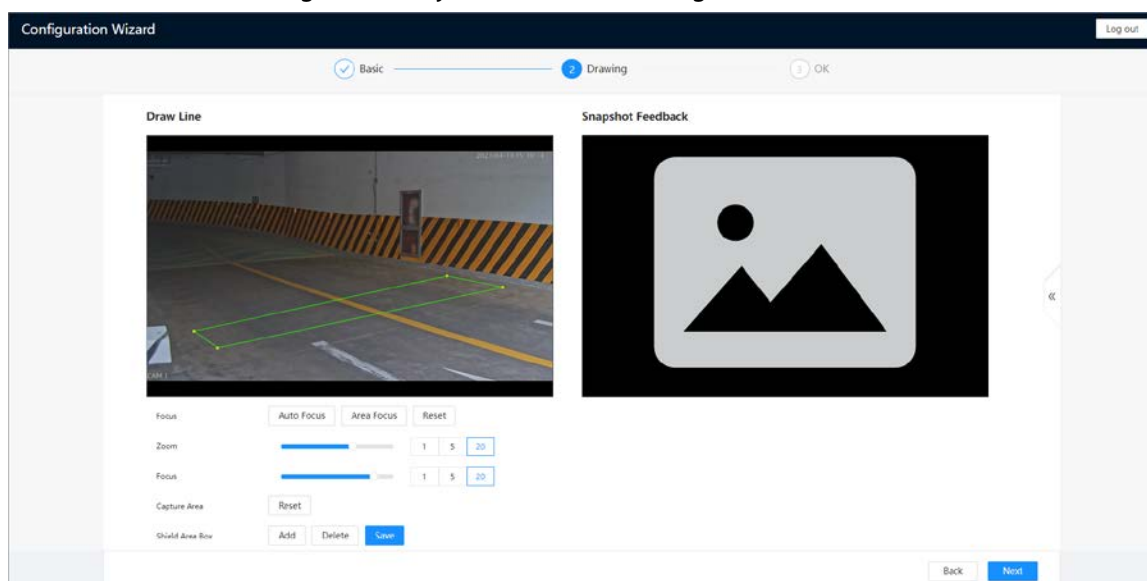 Configuration Wizard
Log out
Basic
2 Drawing
3 OK
Draw Line
Snapshot Feedback
CAM 1
«
Focus Auto Focus Area Focus Reset
Zoom 1 5 20
Focus 1 5 20
Capture Area Reset
Shield Area Box Add Delete Save
Back Next